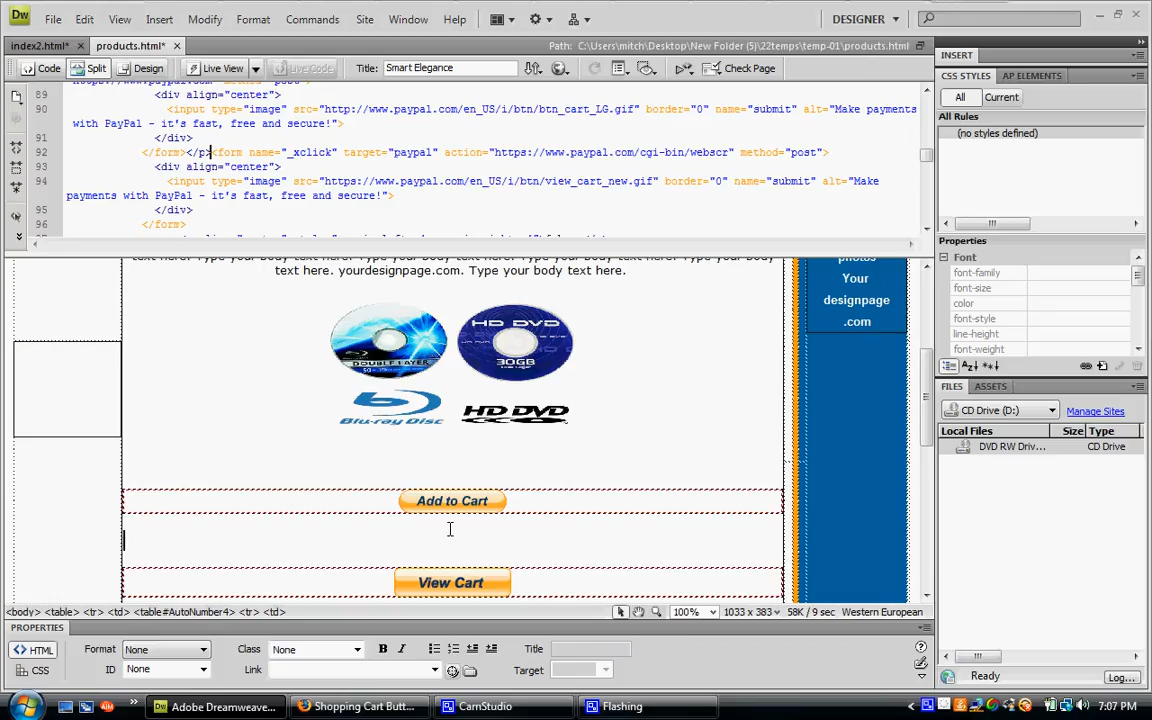 Dw File Edit View Insert Modify Format Commands Site Window Help DESIGNER
index2.html* products.html* Path: C:\Users\mitch\Desktop\New Folder (5)\22temps\temp-01\products.html
Code Split Design Live View Live Code Title: Smart Elegance Check Page
89 <div align="center">
90 <input type="image" src="http://www.paypal.com/en_US/i/btn/btn_cart_LG.gif" border="0" name="submit" alt="Make payments
with PayPal - it's fast, free and secure!">
91 </div>
92 </form></p><form name="_xclick" target="paypal" action="https://www.paypal.com/cgi-bin/webscr" method="post">
93 <div align="center">
94 <input type="image" src="https://www.paypal.com/en_US/i/btn/view_cart_new.gif" border="0" name="submit" alt="Make
payments with PayPal - it's fast, free and secure!">
95 </div>
96 </form>
text here. yourdesignpage.com. Type your body text here.
DOUBLE LAYER
HD DVD
30GB
Blu-ray Disc
HD DVD
Add to Cart
View Cart
photos
Your
designpage
.com
<body> <table> <tr> <td> <table#AutoNumber4> <tr> <td> 100% 1033 x 383 58K / 9 sec Western European
PROPERTIES
HTML Format None Class None B I Title
CSS ID None Link Target
INSERT
CSS STYLES AP ELEMENTS
All Current
All Rules
(no styles defined)
Properties
Font
font-family
font-size
color
font-style
line-height
font-weight
FILES ASSETS
CD Drive (D:) Manage Sites
Local Files Size Type
DVD RW Driv... CD Drive
Ready Log...
Adobe Dreamweave... Shopping Cart Butt... CamStudio Flashing 7:07 PM